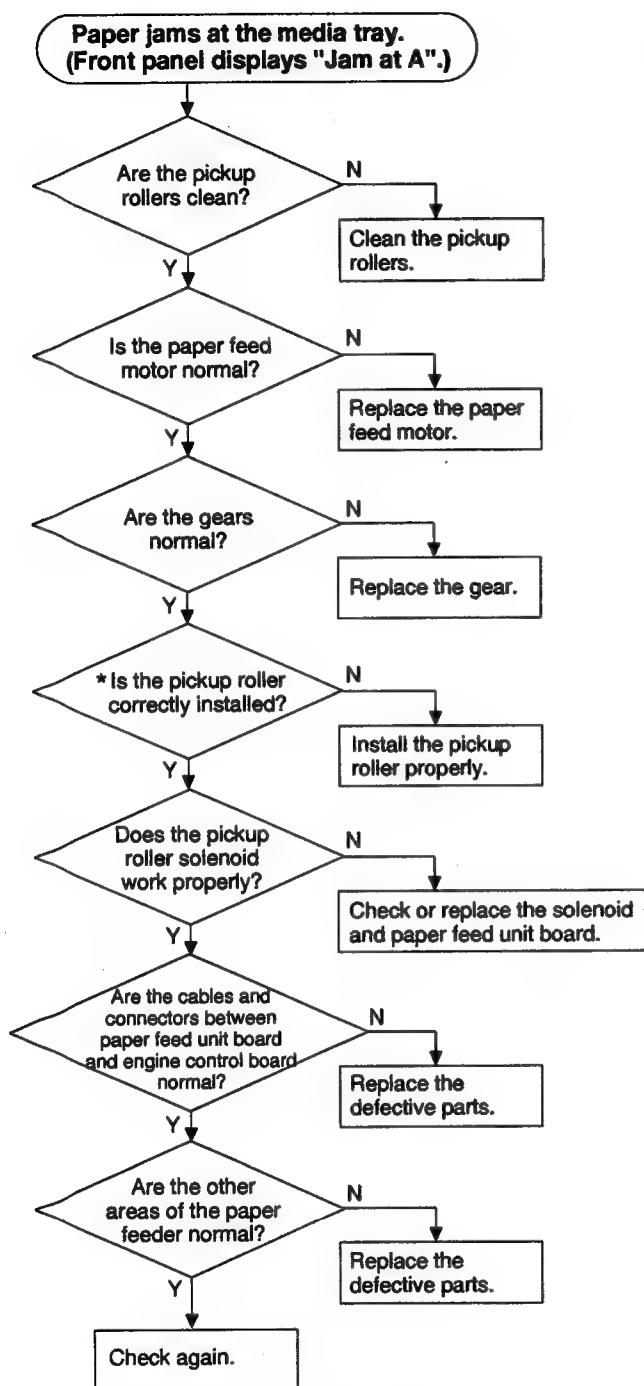 Paper jams at the media tray.
(Front panel displays "Jam at A".)
Are the pickup
rollers clean?
N
Clean the pickup
rollers.
Y
Is the paper feed
motor normal?
N
Replace the paper
feed motor.
Y
Are the gears
normal?
N
Replace the gear.
Y
*Is the pickup roller
correctly installed?
N
Install the pickup
roller properly.
Y
Does the pickup
roller solenoid
work properly?
N
Check or replace the solenoid
and paper feed unit board.
Y
Are the cables and
connectors between
paper feed unit board
and engine control board
normal?
N
Replace the
defective parts.
Y
Are the other
areas of the paper
feeder normal?
N
Replace the
defective parts.
Y
Check again.